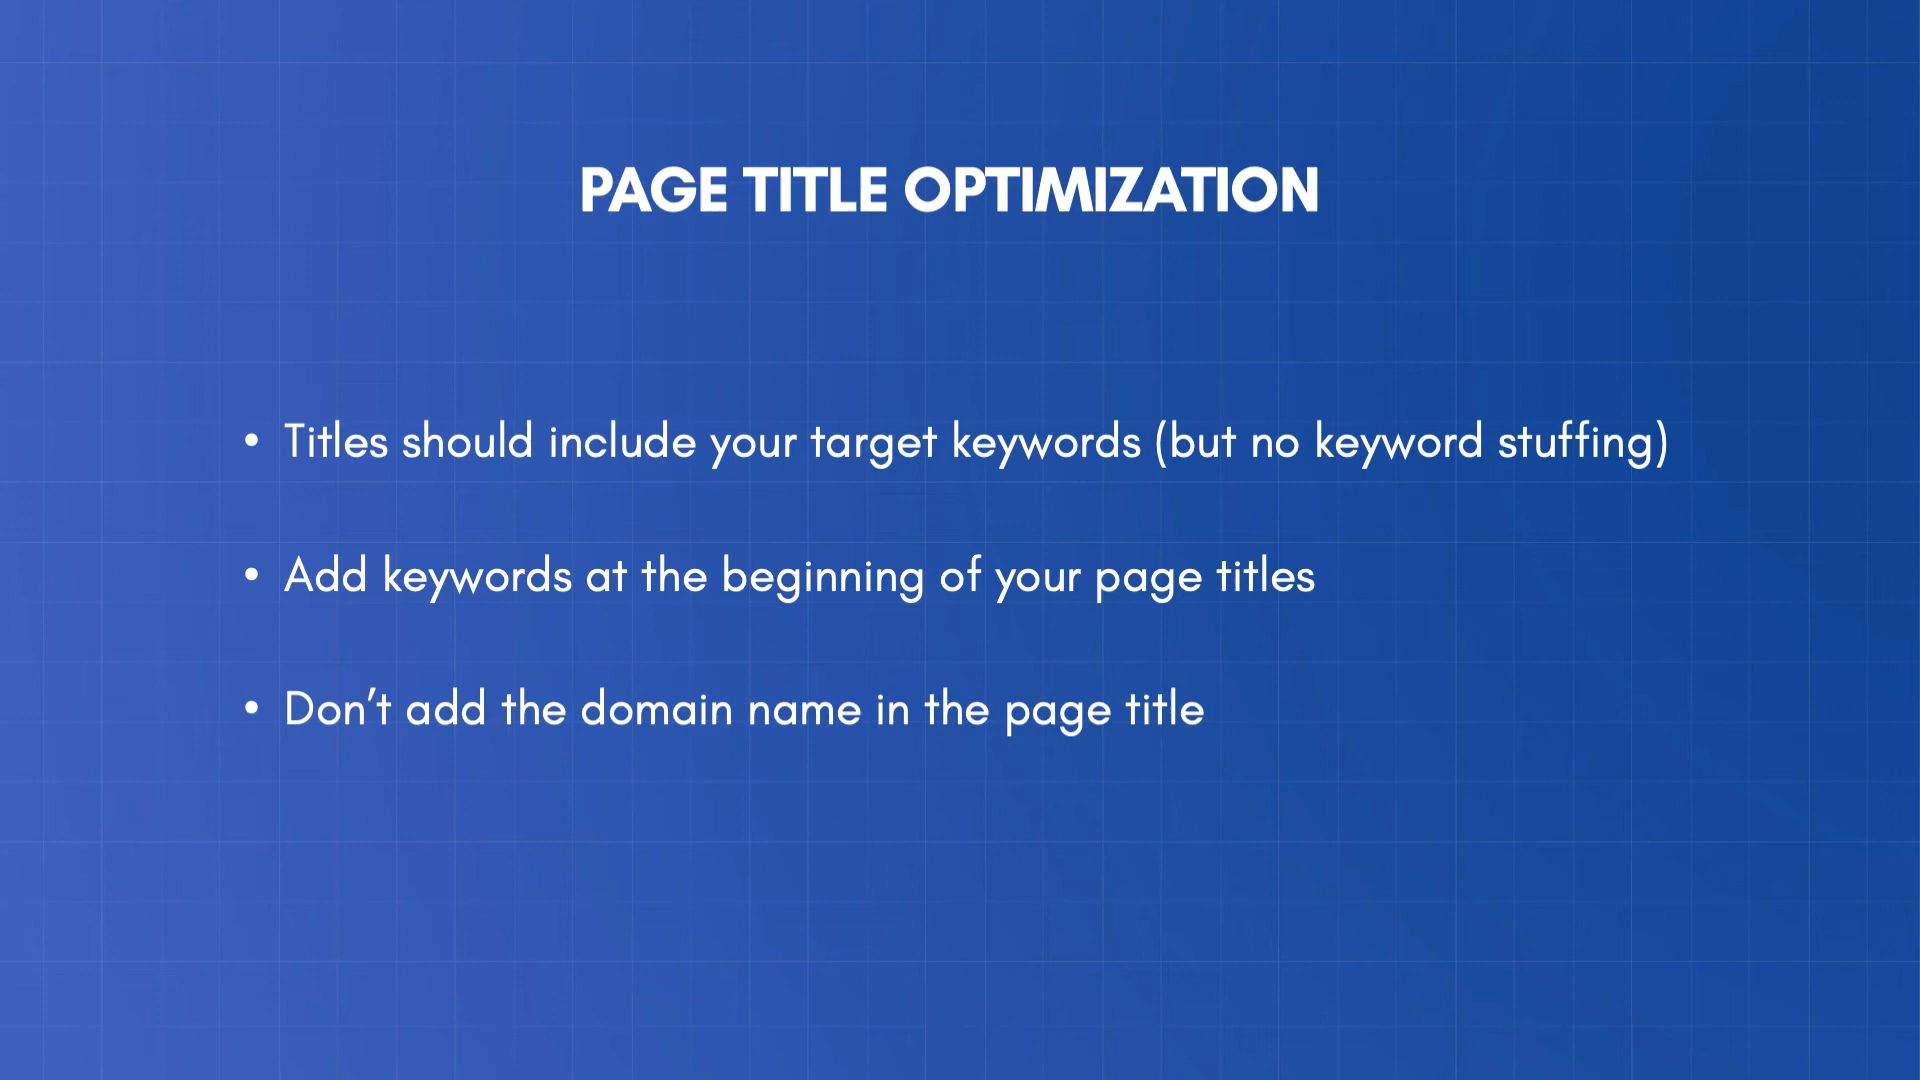 PAGE TITLE OPTIMIZATION
• Titles should include your target keywords (but no keyword stuffing)
• Add keywords at the beginning of your page titles
• Don’t add the domain name in the page title